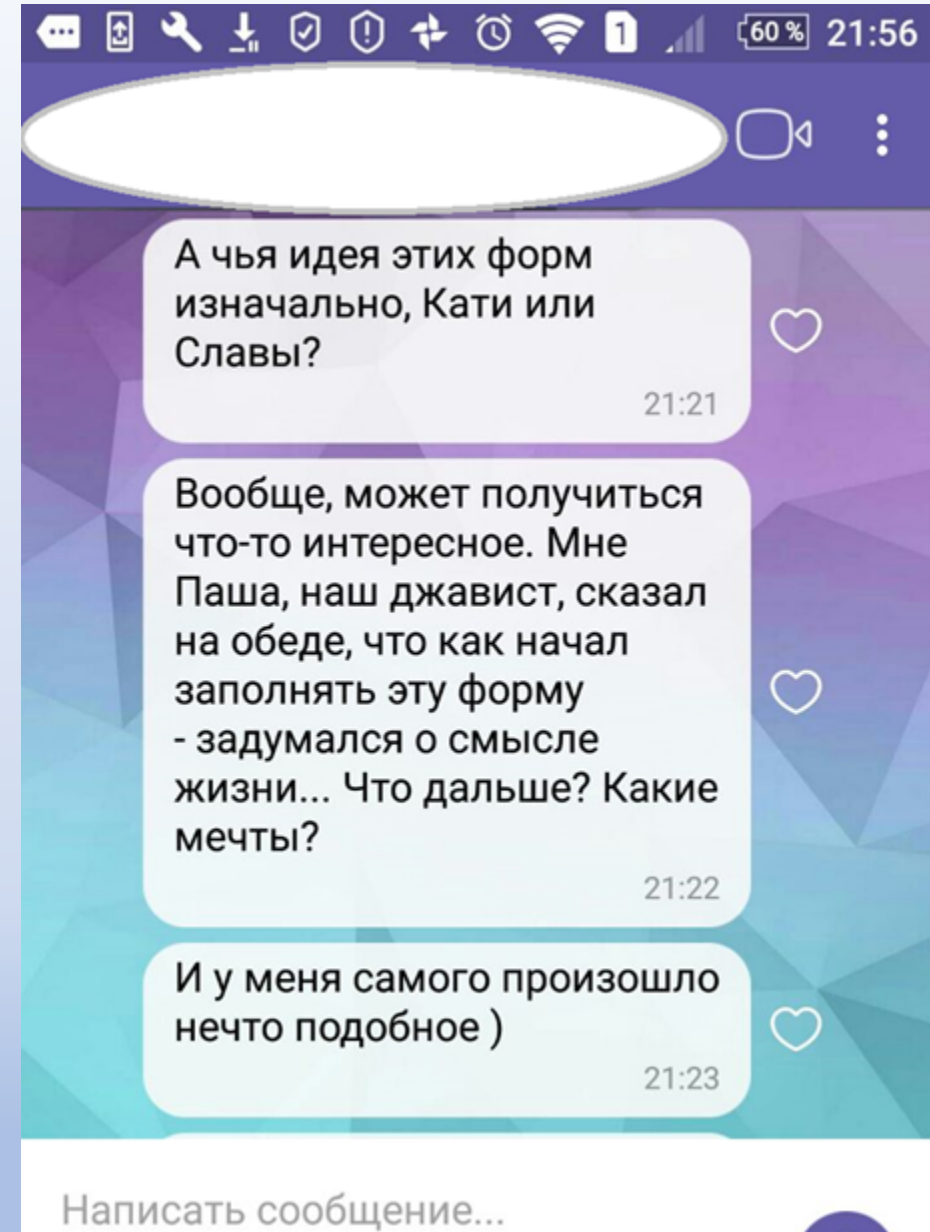 1
60 %
21:56
А чья идея этих форм
изначально, Кати или
Славы?
21:21
Вообще, может получиться
что-то интересное. Мне
Паша, наш джавист, сказал
на обеде, что как начал
заполнять эту форму
- задумался о смысле
жизни... Что дальше? Какие
мечты?
21:22
И у меня самого произошло
нечто подобное )
21:23
Написать сообщение...